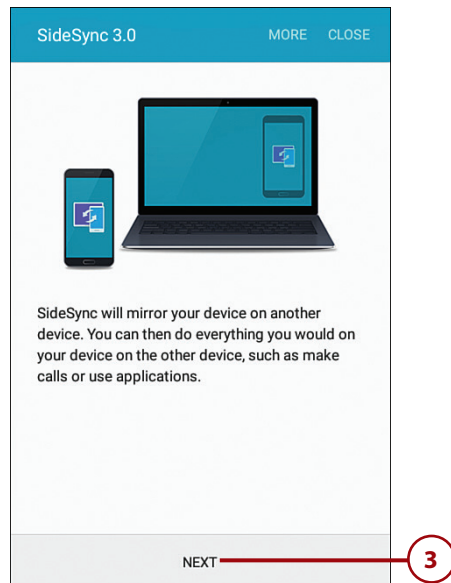 SideSync 3.0 MORE CLOSE
SideSync will mirror your device on another
device. You can then do everything you would on
your device on the other device, such as make
calls or use applications.
NEXT 3